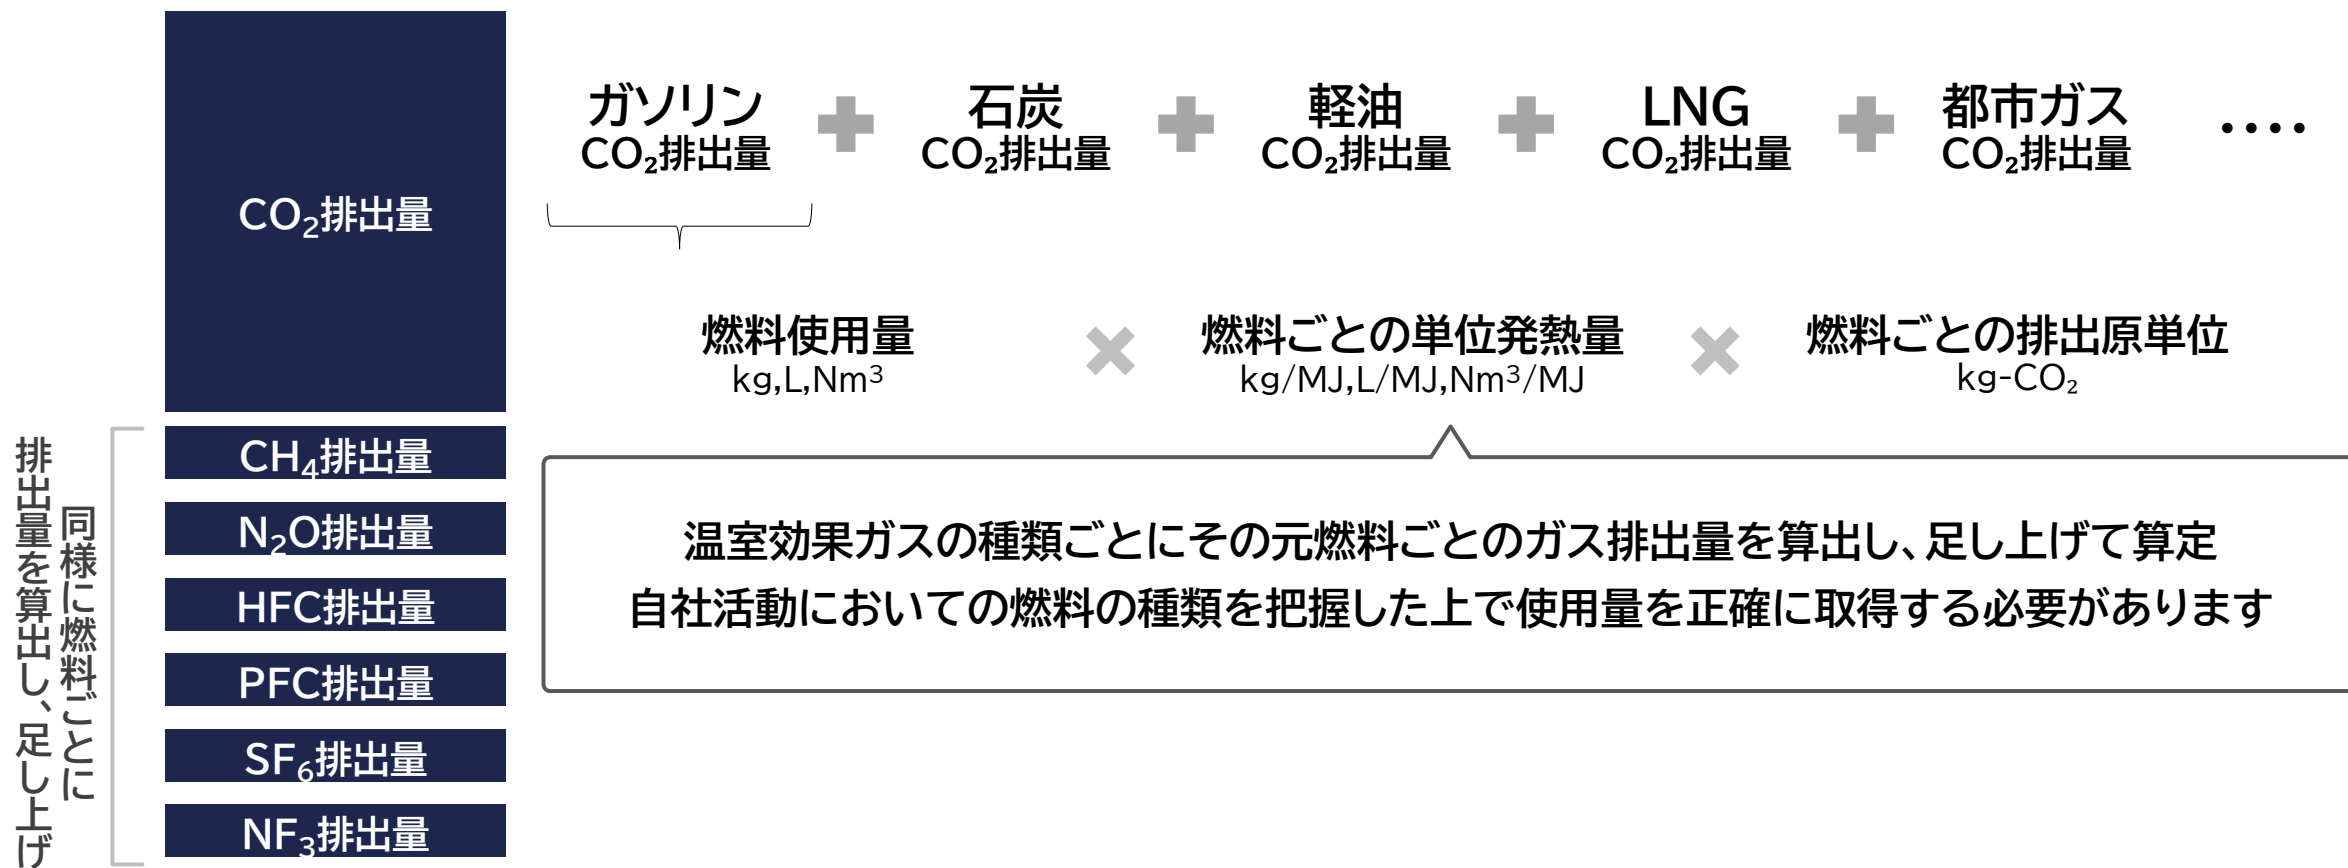 CO₂排出量
ガソリン
CO₂排出量
石炭
CO₂排出量
軽油
CO₂排出量
LNG
CO₂排出量
都市ガス
CO₂排出量
‥‥
燃料使用量
kg,L,Nm³
燃料ごとの単位発熱量
kg/MJ,L/MJ,Nm³/MJ
燃料ごとの排出原単位
kg-CO₂
同様に燃料ごとに
排出量を算出し、足し上げ
CH₄排出量
N₂O排出量
HFC排出量
PFC排出量
SF₆排出量
NF₃排出量
温室効果ガスの種類ごとにその元燃料ごとのガス排出量を算出し、足し上げて算定
自社活動においての燃料の種類を把握した上で使用量を正確に取得する必要があります